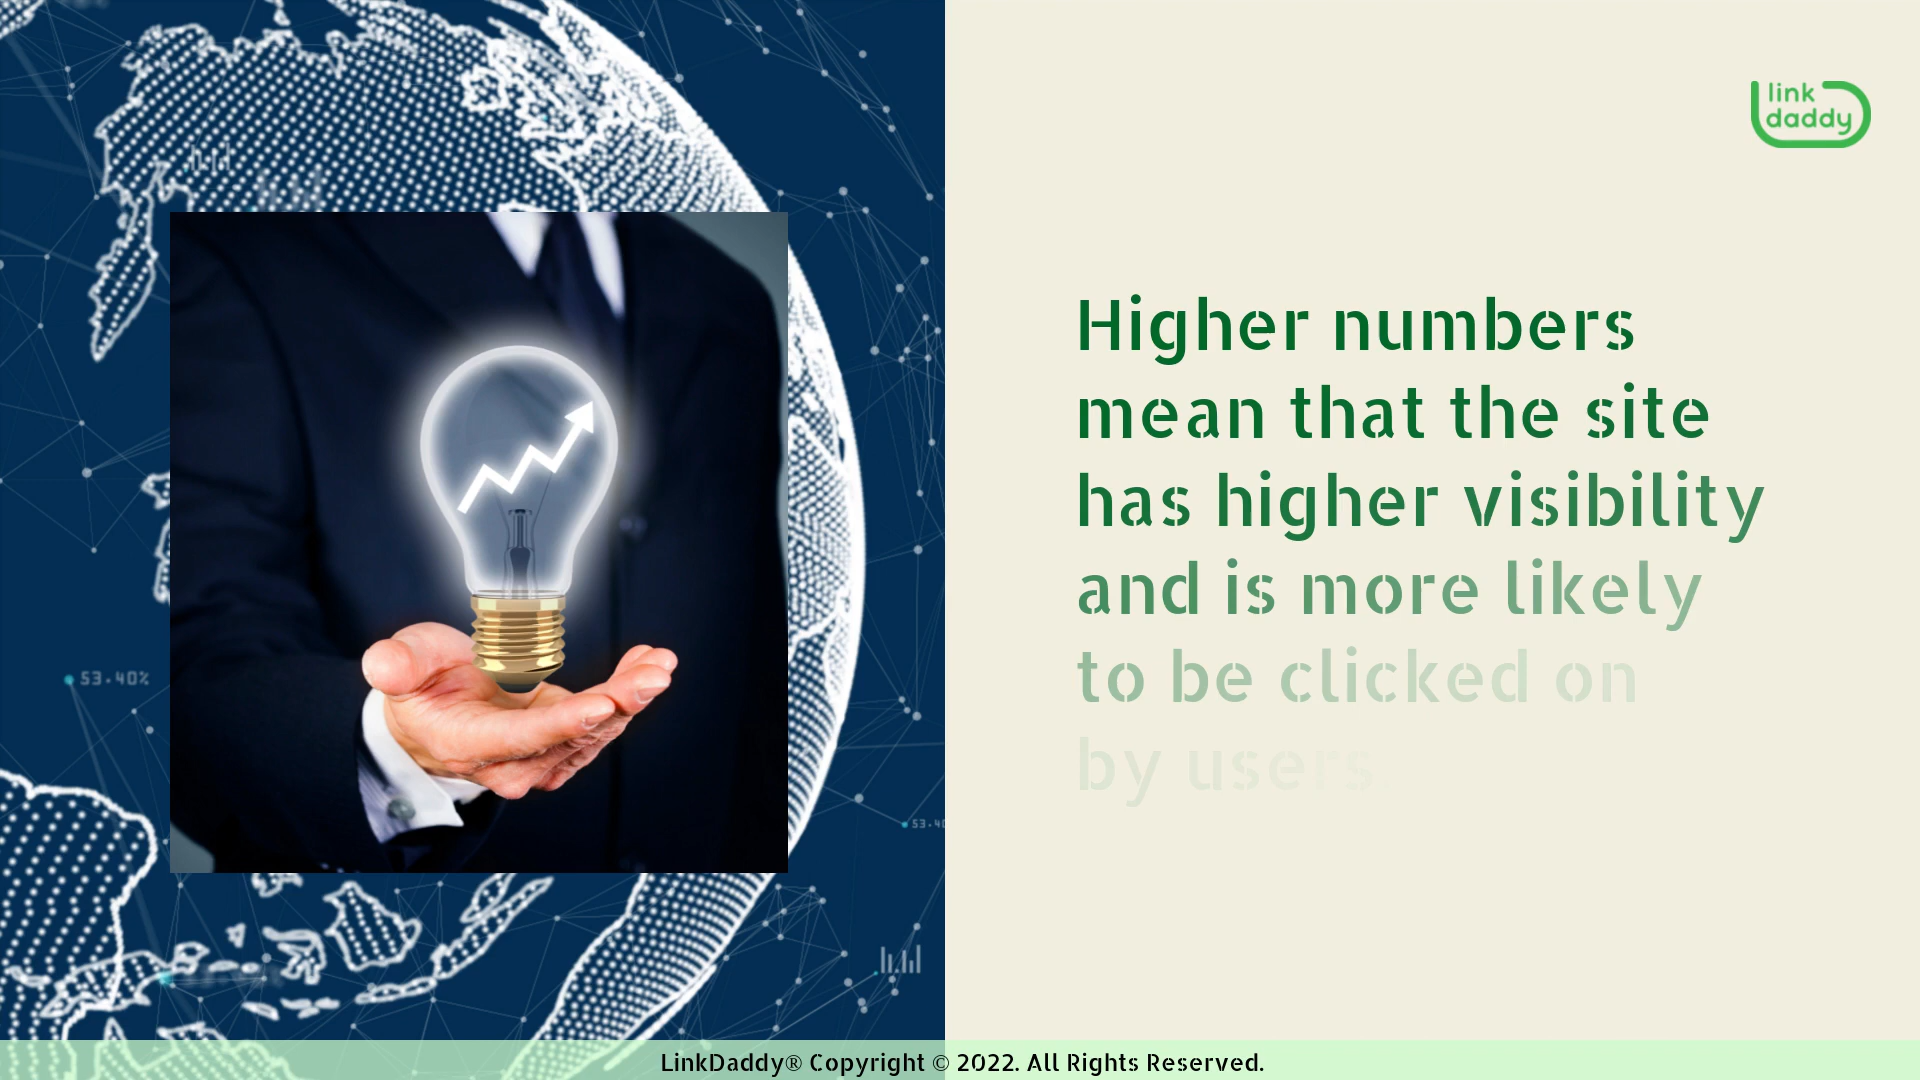 link
daddy
Higher numbers
mean that the site
has higher visibility
and is more likely
to be clicked on
by users.
53.40%
LinkDaddy® Copyright © 2022. All Rights Reserved.